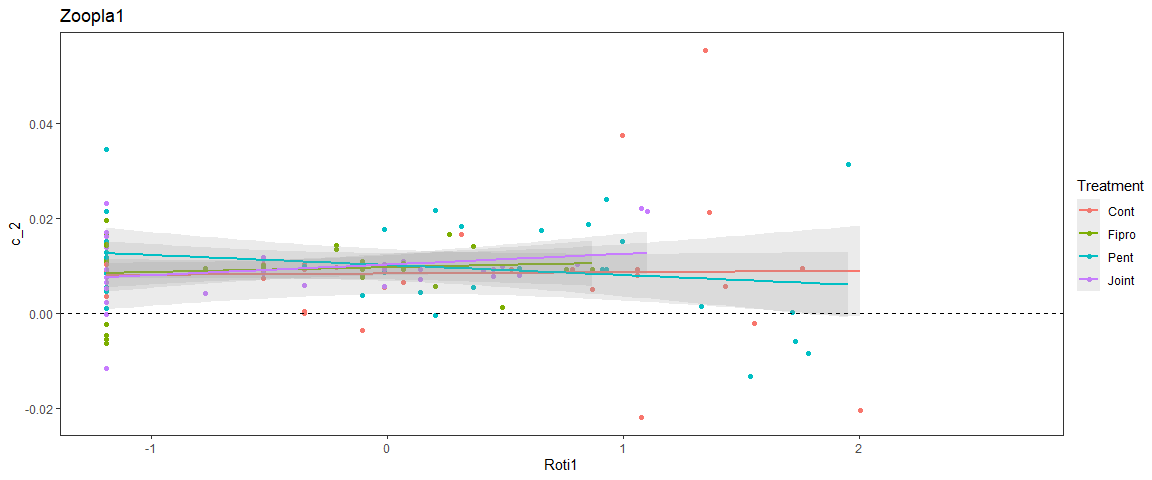 Zoopla1
c_2
0.04
0.02
0.00
-0.02
-1
0
1
2
Roti1
Treatment
Cont
Fipro
Pent
Joint